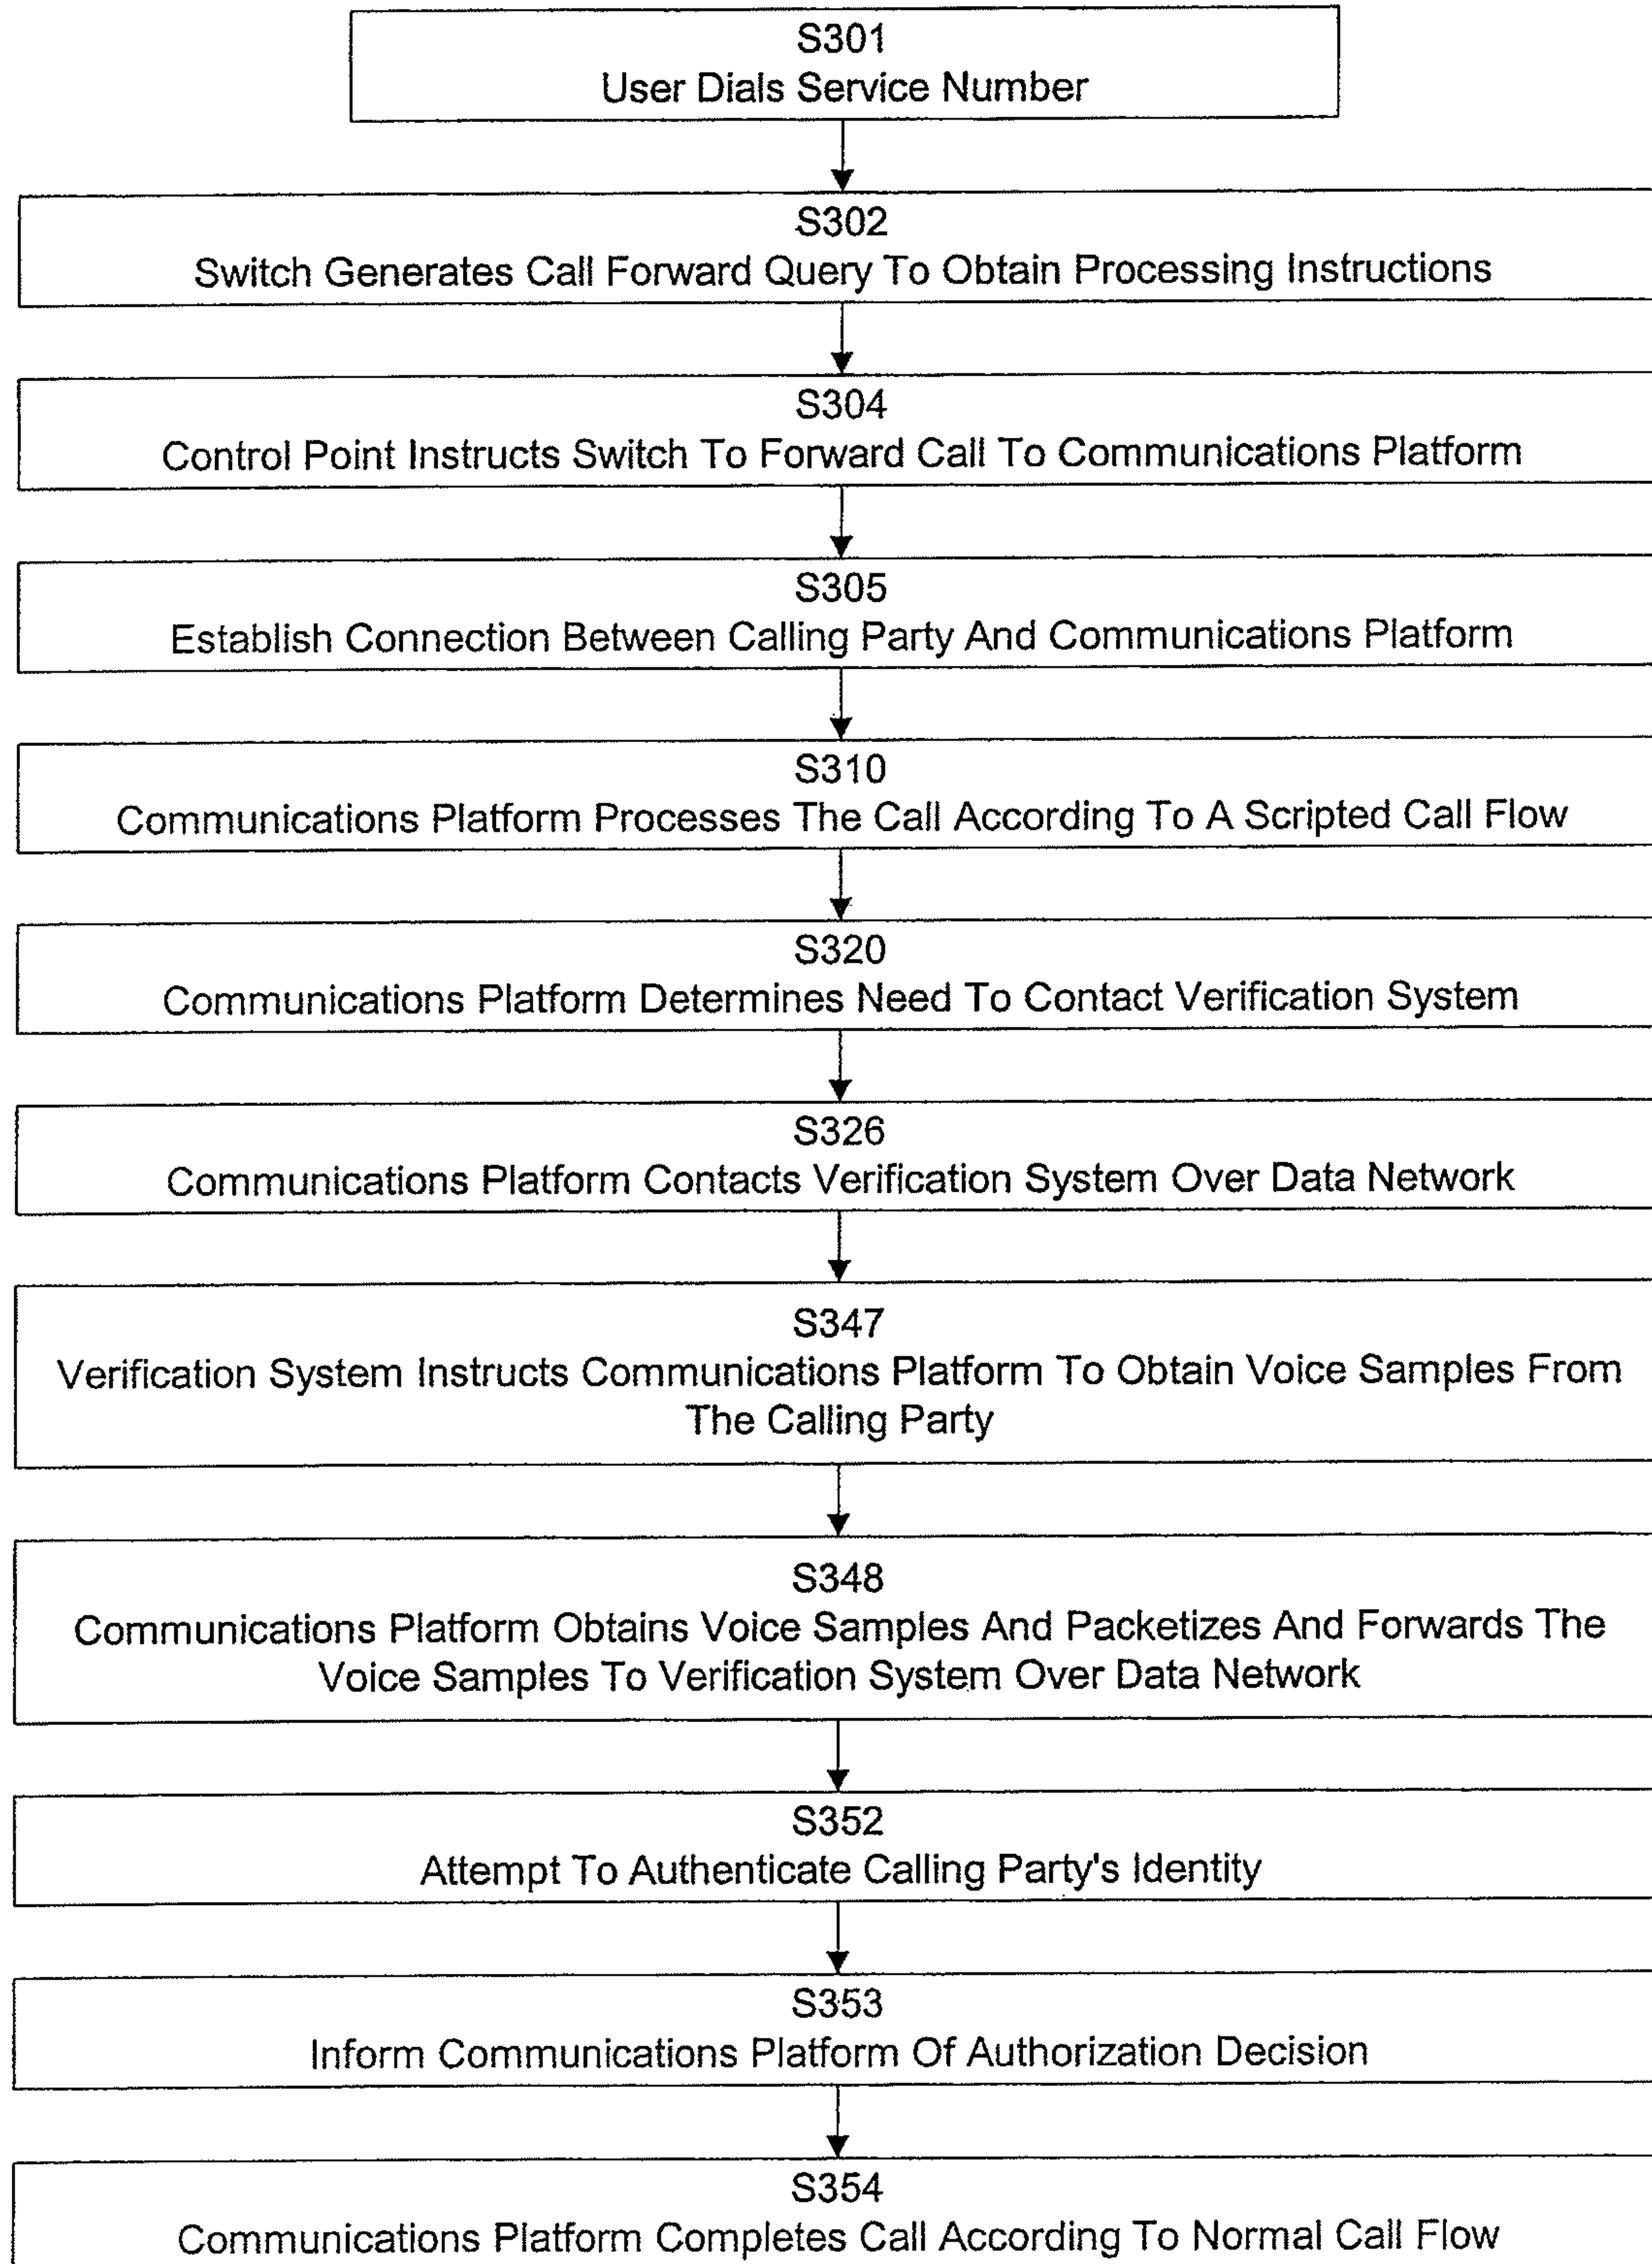 S301
User Dials Service Number
S302
Switch Generates Call Forward Query To Obtain Processing Instructions
S304
Control Point Instructs Switch To Forward Call To Communications Platform
S305
Establish Connection Between Calling Party And Communications Platform
S310
Communications Platform Processes The Call According To A Scripted Call Flow
S320
Communications Platform Determines Need To Contact Verification System
S326
Communications Platform Contacts Verification System Over Data Network
S347
Verification System Instructs Communications Platform To Obtain Voice Samples From
The Calling Party
S348
Communications Platform Obtains Voice Samples And Packetizes And Forwards The
Voice Samples To Verification System Over Data Network
S352
Attempt To Authenticate Calling Party's Identity
S353
Inform Communications Platform Of Authorization Decision
S354
Communications Platform Completes Call According To Normal Call Flow